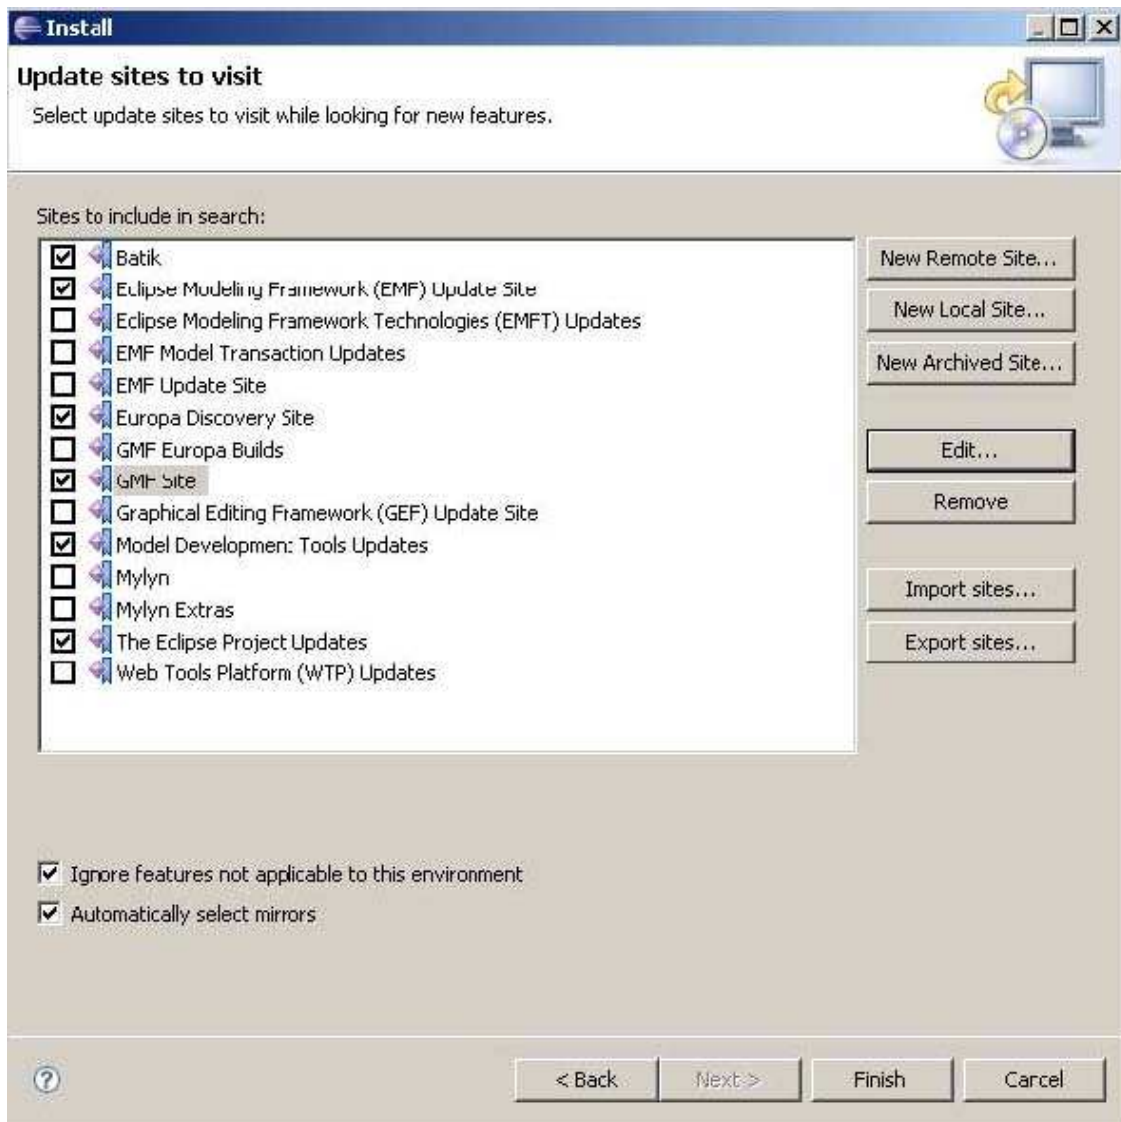 Install
Update sites to visit
Select update sites to visit while looking for new features.
Sites to include in search:
Batik
Eclipse Modeling Framework (EMF) Update Site
Eclipse Modeling Framework Technologies (EMFT) Updates
EMF Model Transaction Updates
EMF Update Site
Europa Discovery Site
GMF Europa Builds
GMF Site
Graphical Editing Framework (GEF) Update Site
Model Development Tools Updates
Mylyn
Mylyn Extras
The Eclipse Project Updates
Web Tools Platform (WTP) Updates
New Remote Site...
New Local Site...
New Archived Site...
Edit...
Remove
Import sites...
Export sites...
Ignore features not applicable to this environment
Automatically select mirrors
?
< Back
Next >
Finish
Cancel